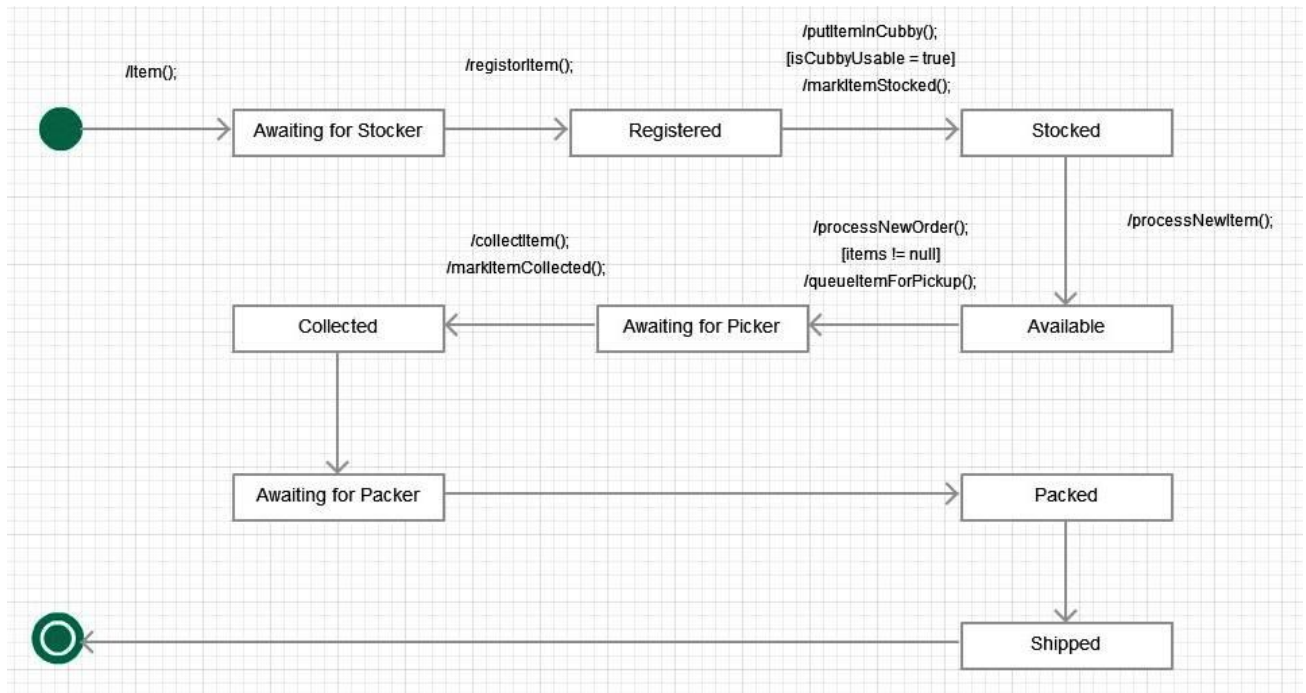 /Item();
/registorItem();
/putItemInCubby();
[isCubbyUsable = true]
/markItemStocked();
Awaiting for Stocker
Registered
Stocked
/processNewItem();
/processNewOrder();
[items != null]
/queueItemForPickup();
/collectItem();
/markItemCollected();
Collected
Awaiting for Picker
Available
Awaiting for Packer
Packed
Shipped